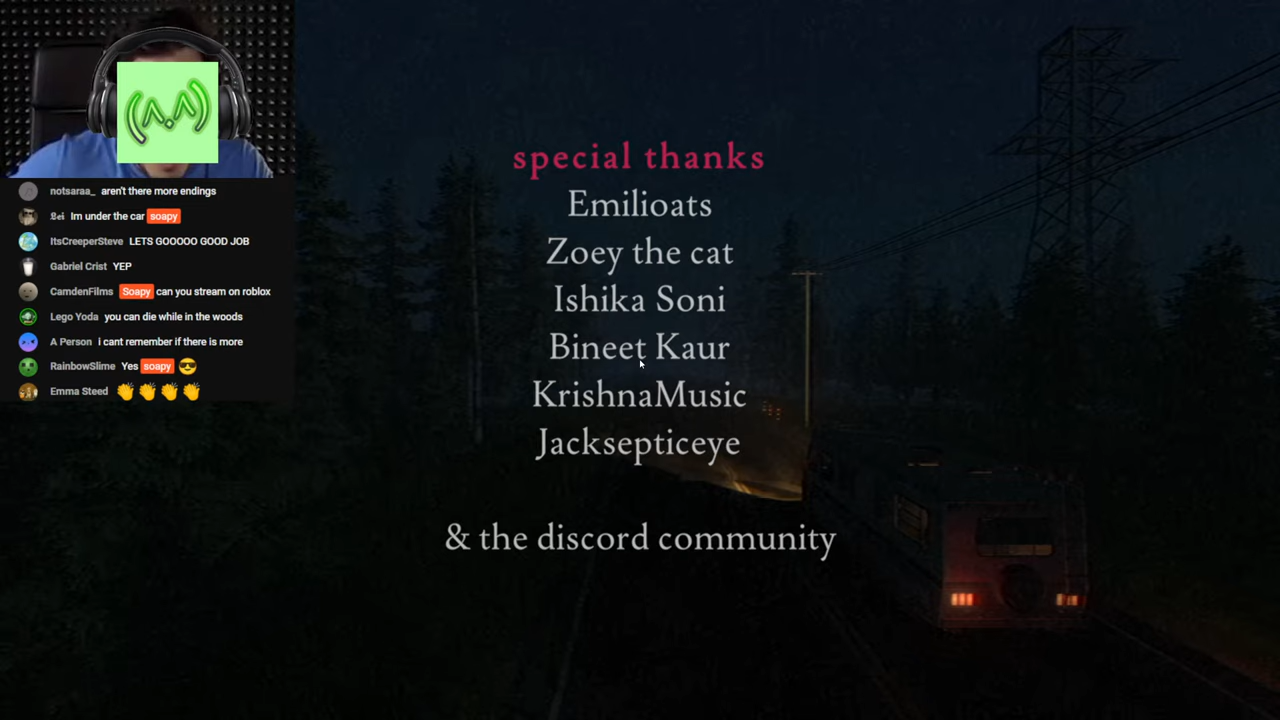 notsaraa_ aren't there more endings
Im under the car soapy
ItsCreeperSteve LETS GOOOOO GOOD JOB
Gabriel Crist YEP
CamdenFilms Soapy can you stream on roblox
Lego Yoda you can die while in the woods
A Person i cant remember if there is more
RainbowSlime Yes soapy
Emma Steed
special thanks
Emilioats
Zoey the cat
Ishika Soni
Bineet Kaur
KrishnaMusic
Jacksepticeye
& the discord community